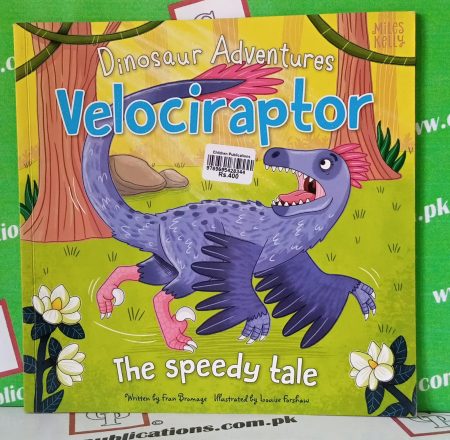 MILES
KELLY
Dinosaur Adventures
Velociraptor
Children Publications
Rs.400
The speedy tale
Written by Fran Bromage Illustrated by Louise Forshaw
CP
publications.com.pk